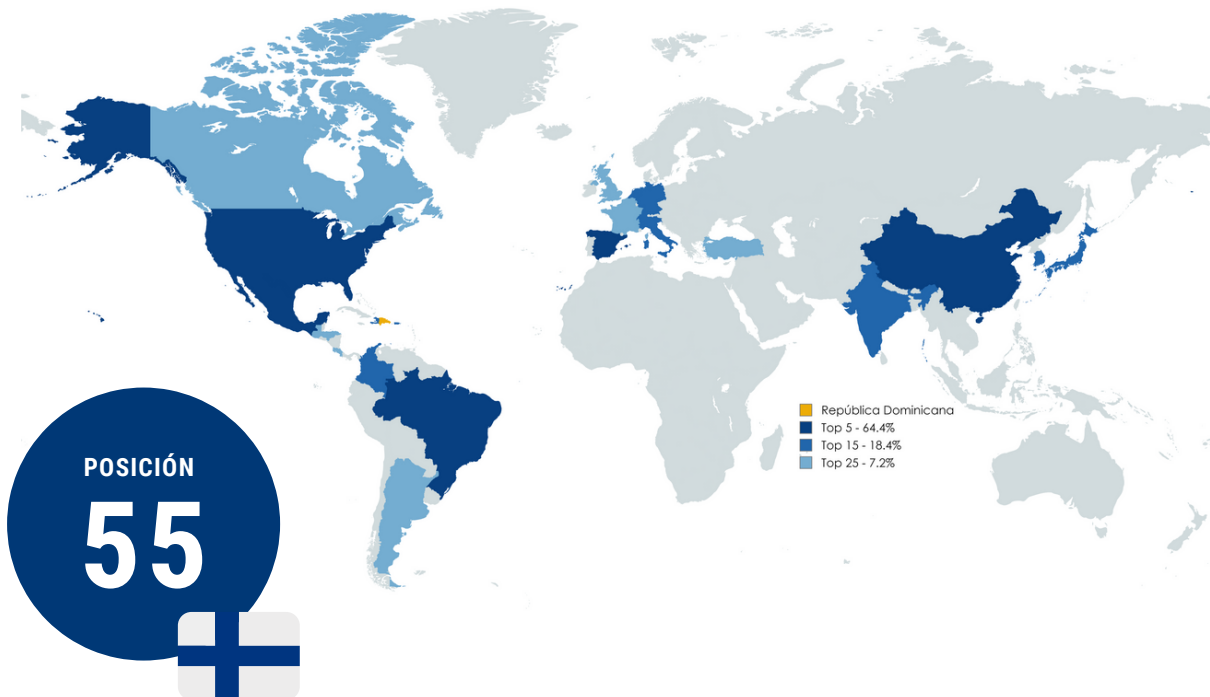 República Dominicana
Top 5 - 64.4%
Top 15 - 18.4%
Top 25 - 7.2%
POSICIÓN
55